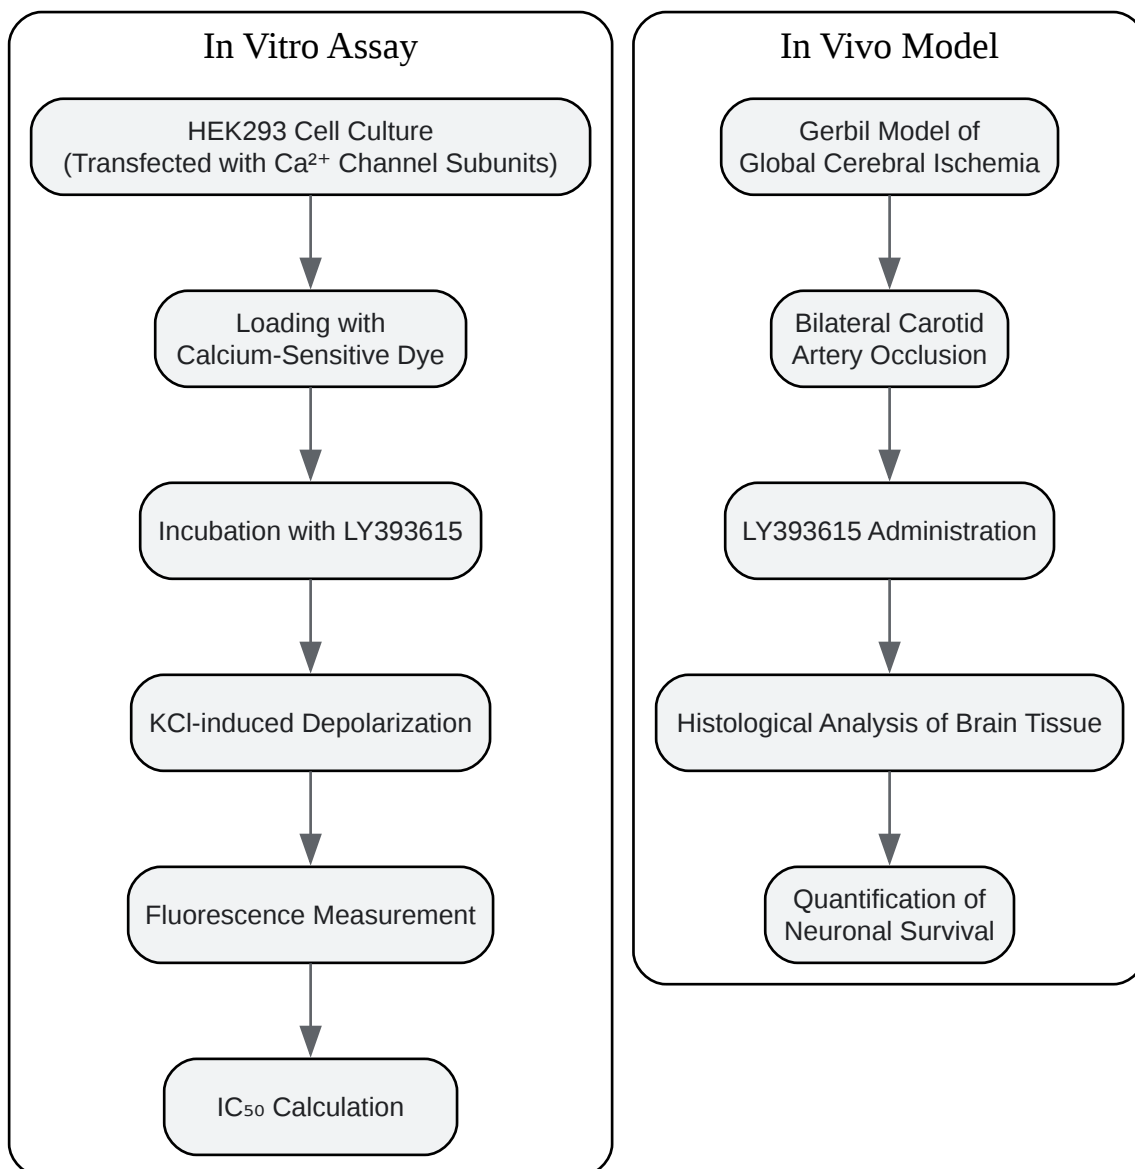 In Vitro Assay
HEK293 Cell Culture
(Transfected with Ca²⁺ Channel Subunits)
Loading with
Calcium-Sensitive Dye
Incubation with LY393615
KCl-induced Depolarization
Fluorescence Measurement
IC₅₀ Calculation
In Vivo Model
Gerbil Model of
Global Cerebral Ischemia
Bilateral Carotid
Artery Occlusion
LY393615 Administration
Histological Analysis of Brain Tissue
Quantification of
Neuronal Survival